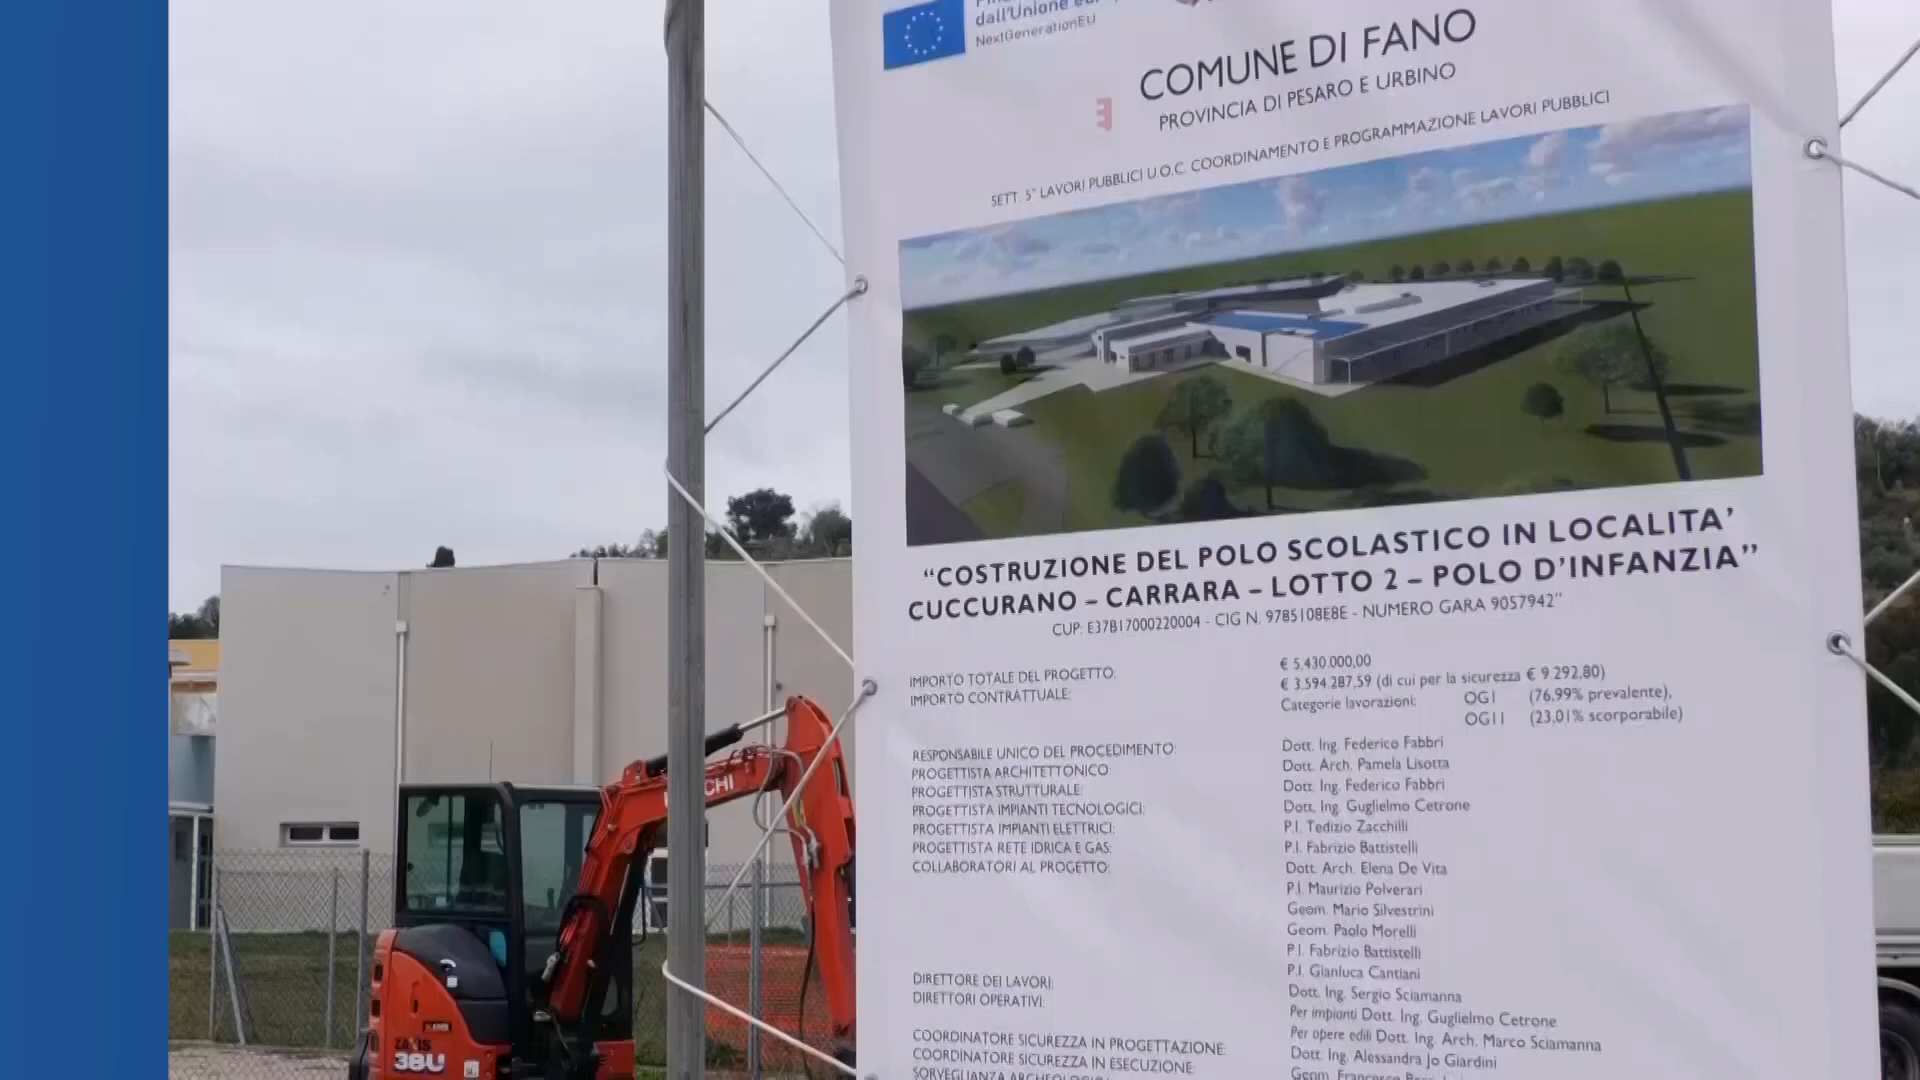 dall'Unione
NextGenerationEU
COMUNE DI FANO
PROVINCIA DI PESARO E URBINO
SETT. 5° LAVORI PUBBLICI U.O.C. COORDINAMENTO E PROGRAMMAZIONE LAVORI PUBBLICI
“COSTRUZIONE DEL POLO SCOLASTICO IN LOCALITA’
CUCCURANO – CARRARA – LOTTO 2 – POLO D’INFANZIA”
CUP: E37B17000220004 - CIG N. 9785108E8E - NUMERO GARA 9057942"
IMPORTO TOTALE DEL PROGETTO: € 5.430.000,00
IMPORTO CONTRATTUALE: € 3.594.287,59 (di cui per la sicurezza € 9.292,80)
Categorie lavorazioni: OG1 (76,99% prevalente),
OG11 (23,01% scorporabile)
RESPONSABILE UNICO DEL PROCEDIMENTO: Dott. Ing. Federico Fabbri
PROGETTISTA ARCHITETTONICO: Dott. Arch. Pamela Lisotta
PROGETTISTA STRUTTURALE: Dott. Ing. Federico Fabbri
PROGETTISTA IMPIANTI TECNOLOGICI: Dott. Ing. Guglielmo Cetrone
PROGETTISTA IMPIANTI ELETTRICI: P.I. Tedizio Zacchilli
PROGETTISTA RETE IDRICA E GAS: P.I. Fabrizio Battistelli
COLLABORATORI AL PROGETTO: Dott. Arch. Elena De Vita
P.I. Maurizio Polverari
Geom. Mario Silvestrini
Geom. Paolo Morelli
P.I. Fabrizio Battistelli
P.I. Gianluca Cantiani
DIRETTORE DEI LAVORI: Dott. Ing. Sergio Sciamanna
DIRETTORI OPERATIVI: Per impianti Dott. Ing. Guglielmo Cetrone
Per opere edili Dott. Ing. Arch. Marco Sciamanna
COORDINATORE SICUREZZA IN PROGETTAZIONE: Dott. Ing. Alessandra Jo Giardini
COORDINATORE SICUREZZA IN ESECUZIONE: Geom. Francesco
SORVEGLIANZA
38U